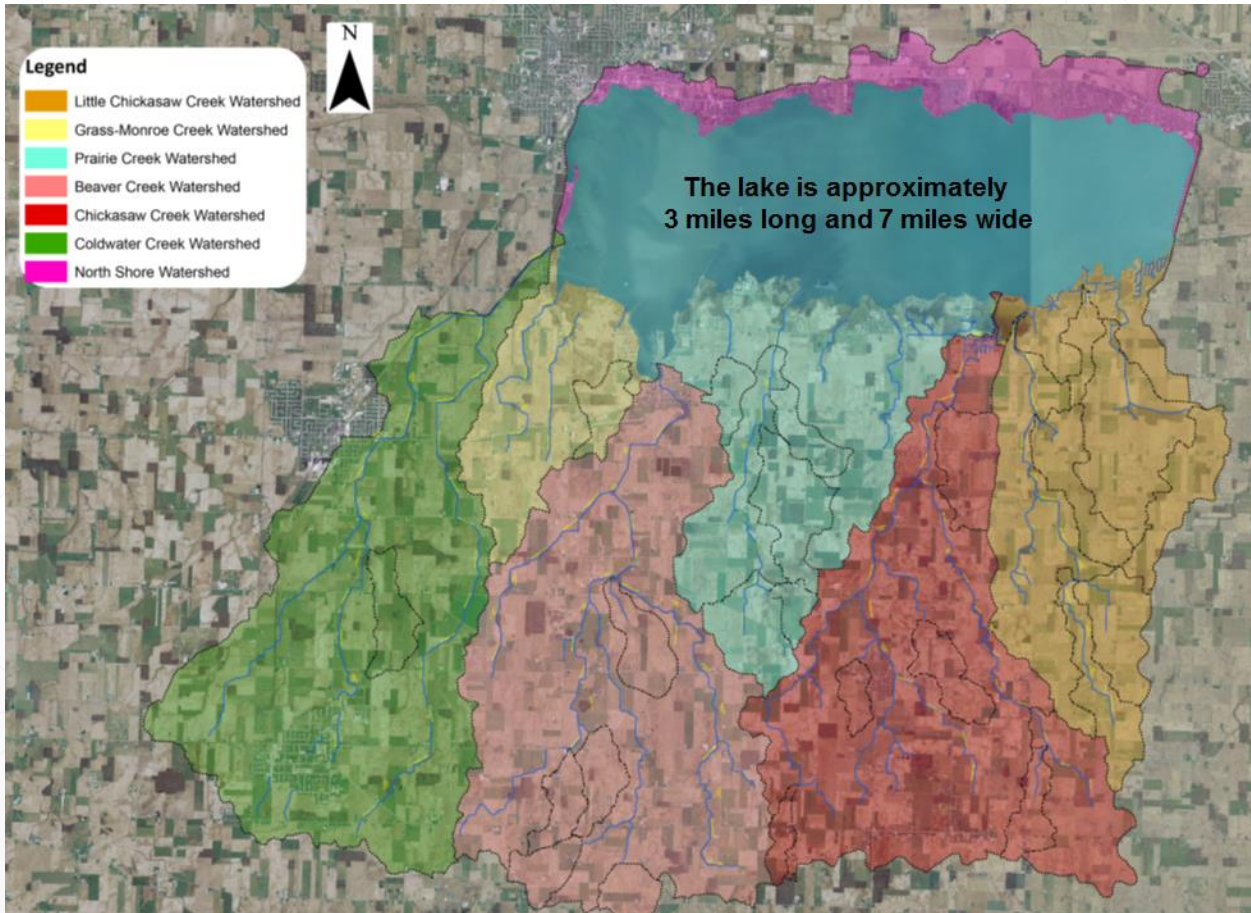 Legend
Little Chickasaw Creek Watershed
Grass-Monroe Creek Watershed
Prairie Creek Watershed
Beaver Creek Watershed
Chickasaw Creek Watershed
Coldwater Creek Watershed
North Shore Watershed
N
The lake is approximately
3 miles long and 7 miles wide